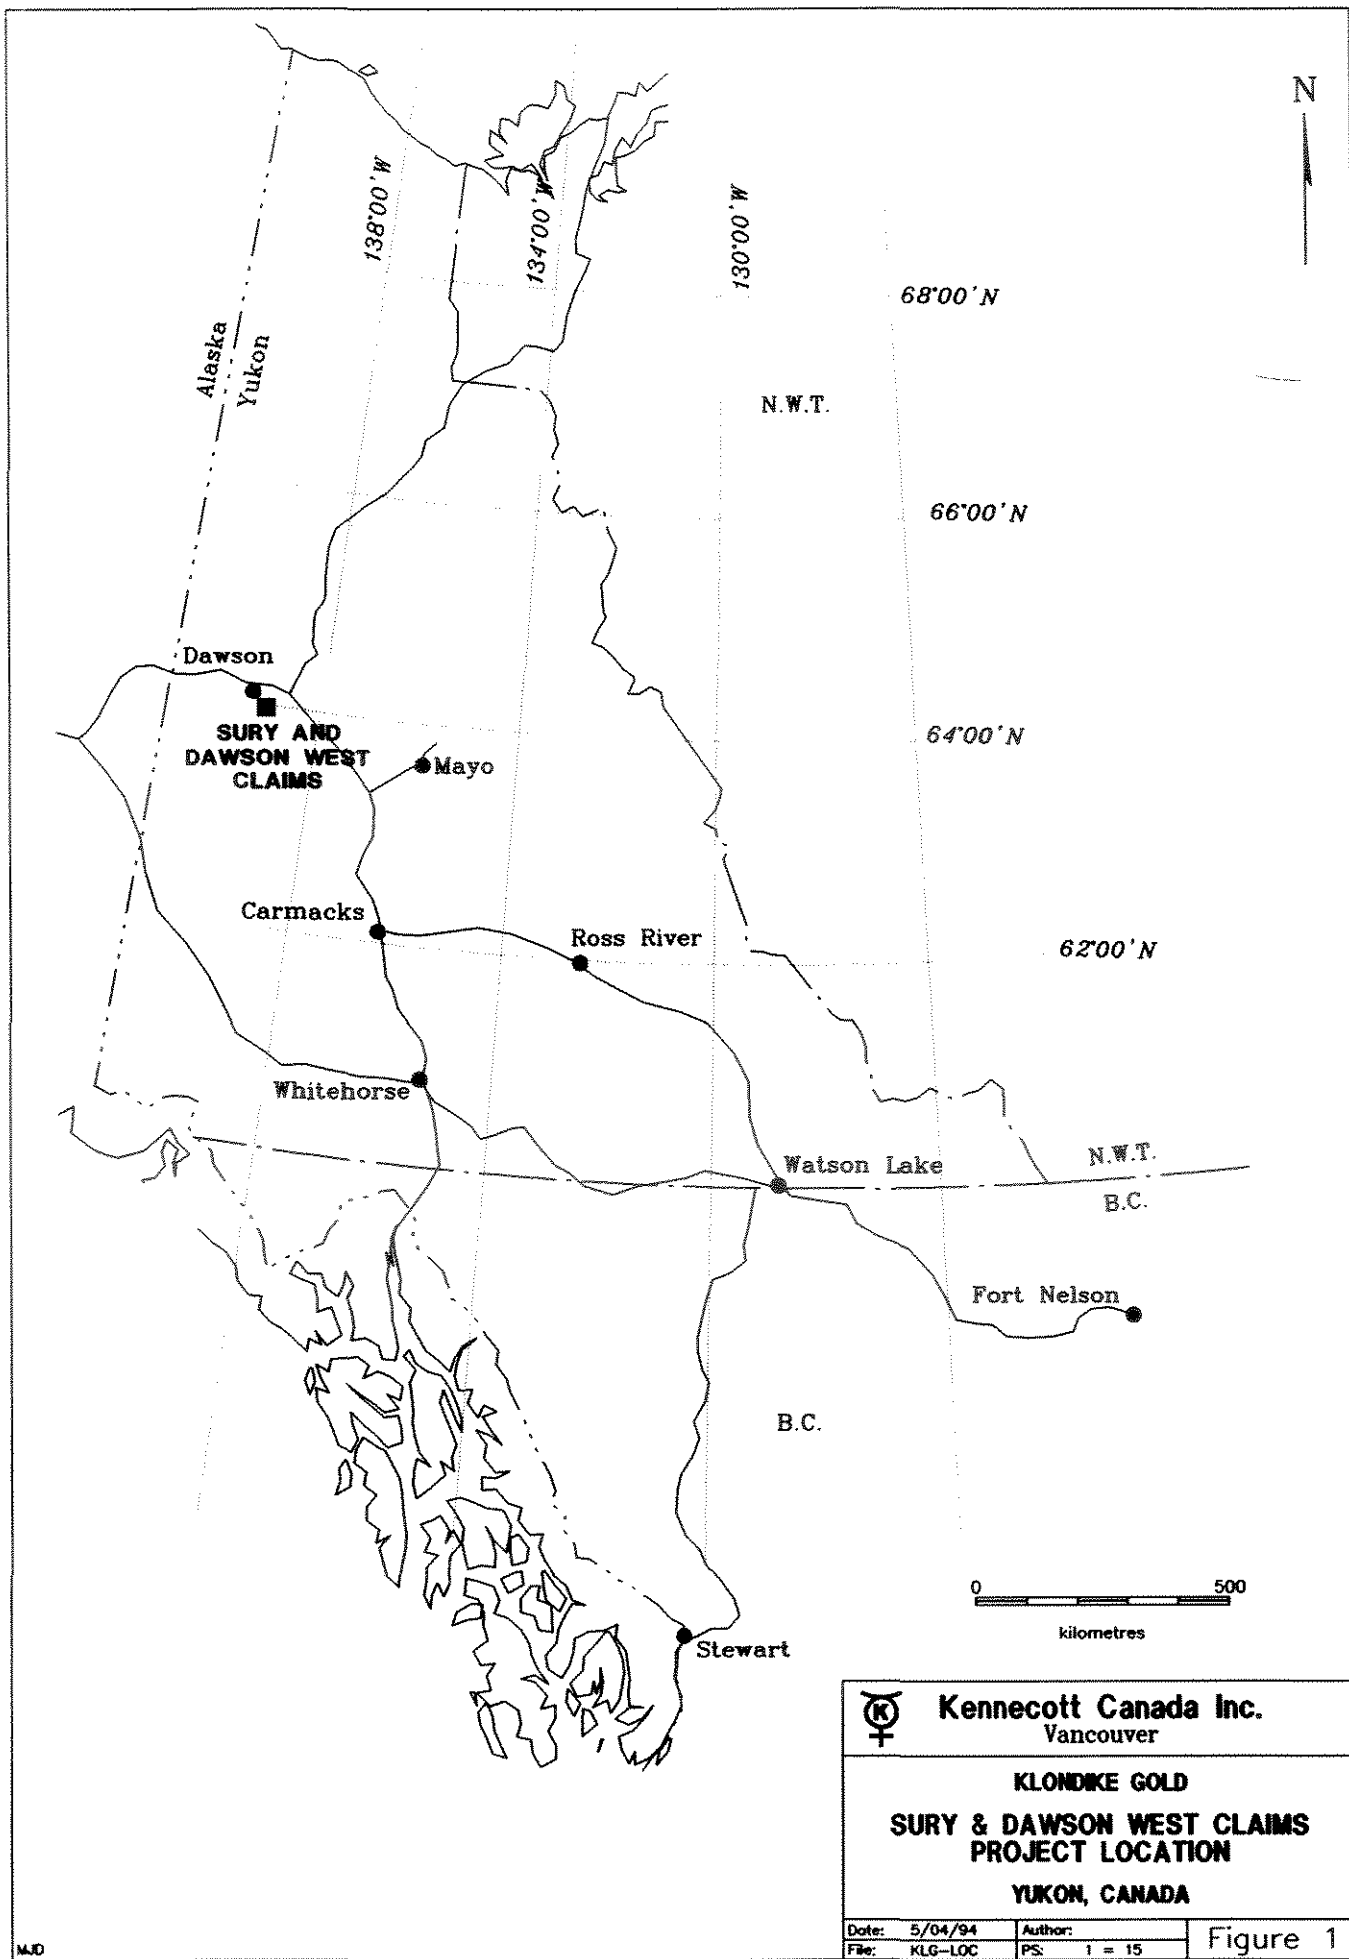 N
138°00'W
134°00'W
130°00'W
68°00'N
Alaska
Yukon
N.W.T.
66°00'N
Dawson
SURY AND
DAWSON WEST
CLAIMS
64°00'N
Mayo
Carmacks
Ross River
62°00'N
Whitehorse
Watson Lake
N.W.T.
B.C.
Fort Nelson
B.C.
0 500
kilometres
Stewart
K
Kennecott Canada Inc.
Vancouver
KLONDIKE GOLD
SURY & DAWSON WEST CLAIMS
PROJECT LOCATION
YUKON, CANADA
Date: 5/04/94 Author:
File: KLG-LOC PS: 1 = 15
Figure 1
MJD